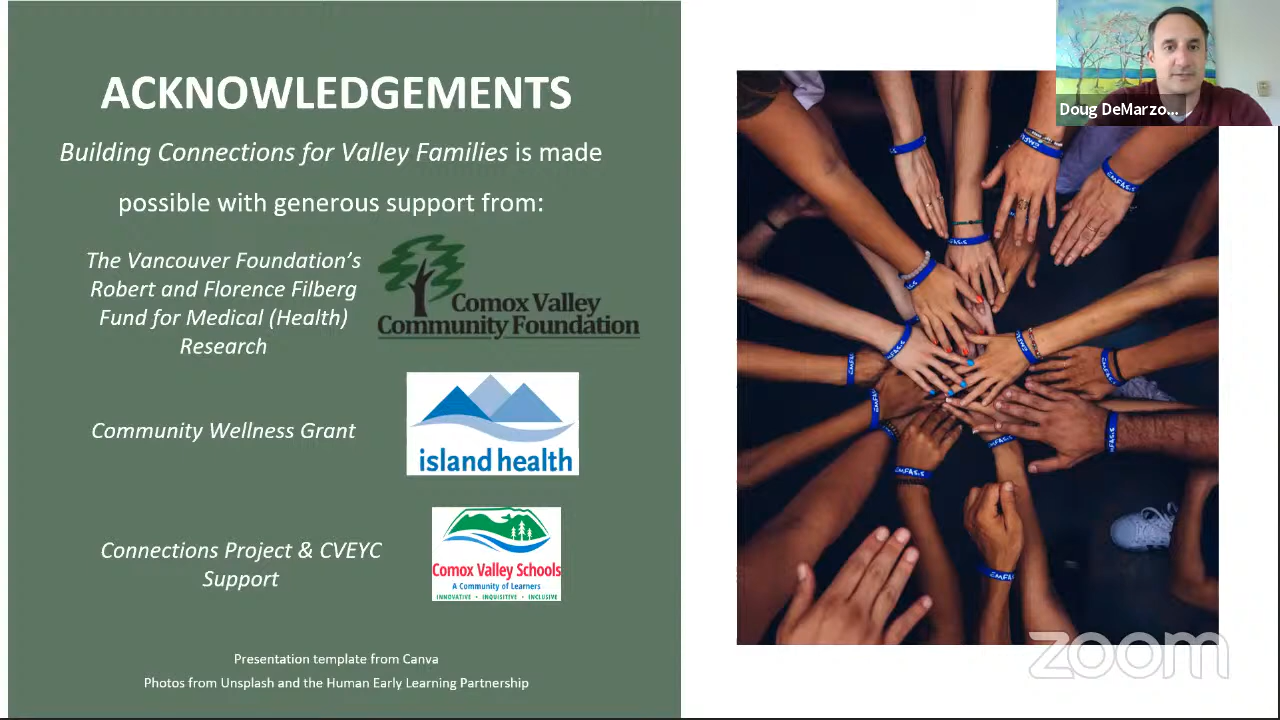 ACKNOWLEDGEMENTS
Building Connections for Valley Families is made
possible with generous support from:
The Vancouver Foundation's
Robert and Florence Filberg
Fund for Medical (Health)
Research
Comox Valley
Community Foundation
Community Wellness Grant
island health
Connections Project & CVEYC
Support
Comox Valley Schools
A Community of Learners
INNOVATIVE • INQUISITIVE • INCLUSIVE
Presentation template from Canva
Photos from Unsplash and the Human Early Learning Partnership
Doug DeMarzo...
EMFASIS
zoom